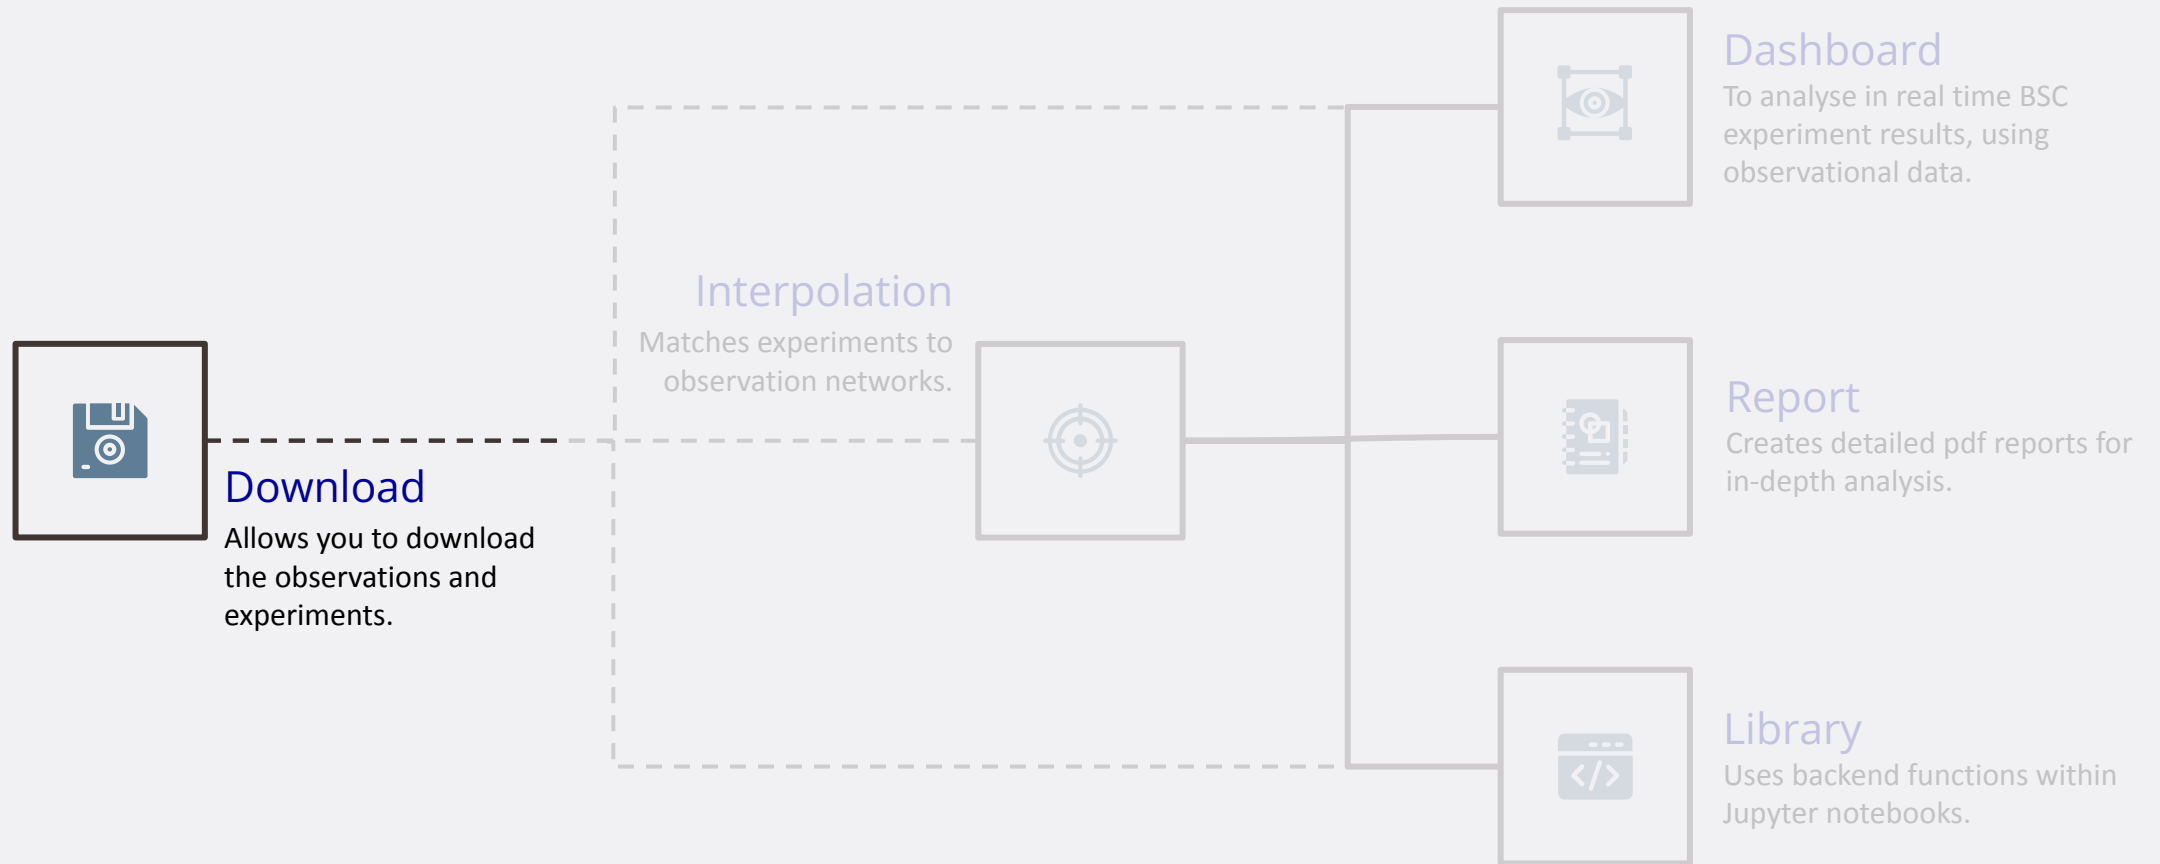 Download
Allows you to download
the observations and
experiments.
Interpolation
Matches experiments to
observation networks.
Dashboard
To analyse in real time BSC
experiment results, using
observational data.
Report
Creates detailed pdf reports for
in-depth analysis.
Library
Uses backend functions within
Jupyter notebooks.